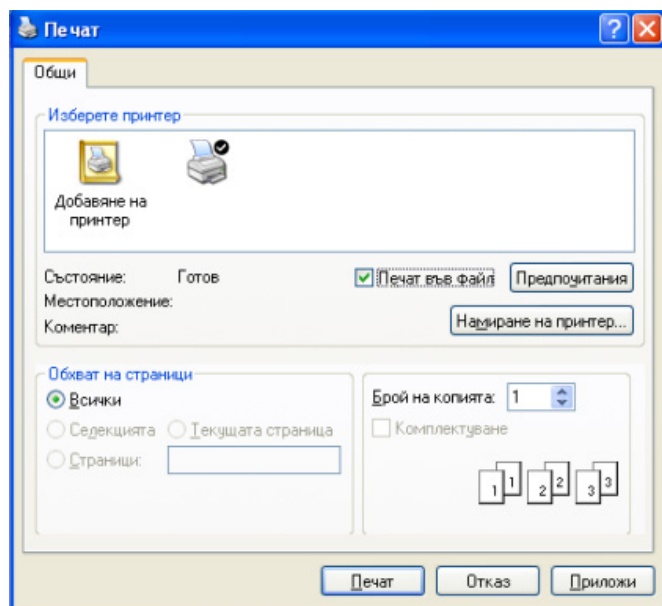 Печат
Общи
Изберете принтер
Добавяне на
принтер
Състояние: Готов
Печат във файл
Предпочитания
Местоположение:
Коментар:
Намиране на принтер...
Обхват на страници
Всички
Селекцията Текущата страница
Страници:
Брой на копията: 1
Комплектуване
1 1 2 2 3 3
Печат Отказ Приложи